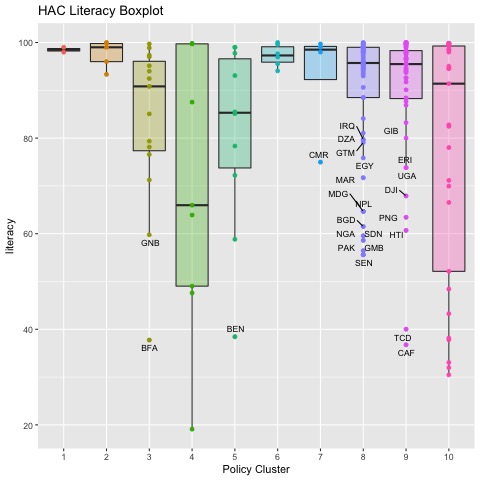 HAC Literacy Boxplot
100
80
60
40
20
literacy
IRQ
GIB
DZA
GTM
CMR
ERI
EGY
UGA
MAR
DJI
MDG
NPL
PNG
BGD
NGA
SDN
HTI
GNB
PAK
GMB
SEN
BEN
TCD
BFA
CAF
1 2 3 4 5 6 7 8 9 10
Policy Cluster